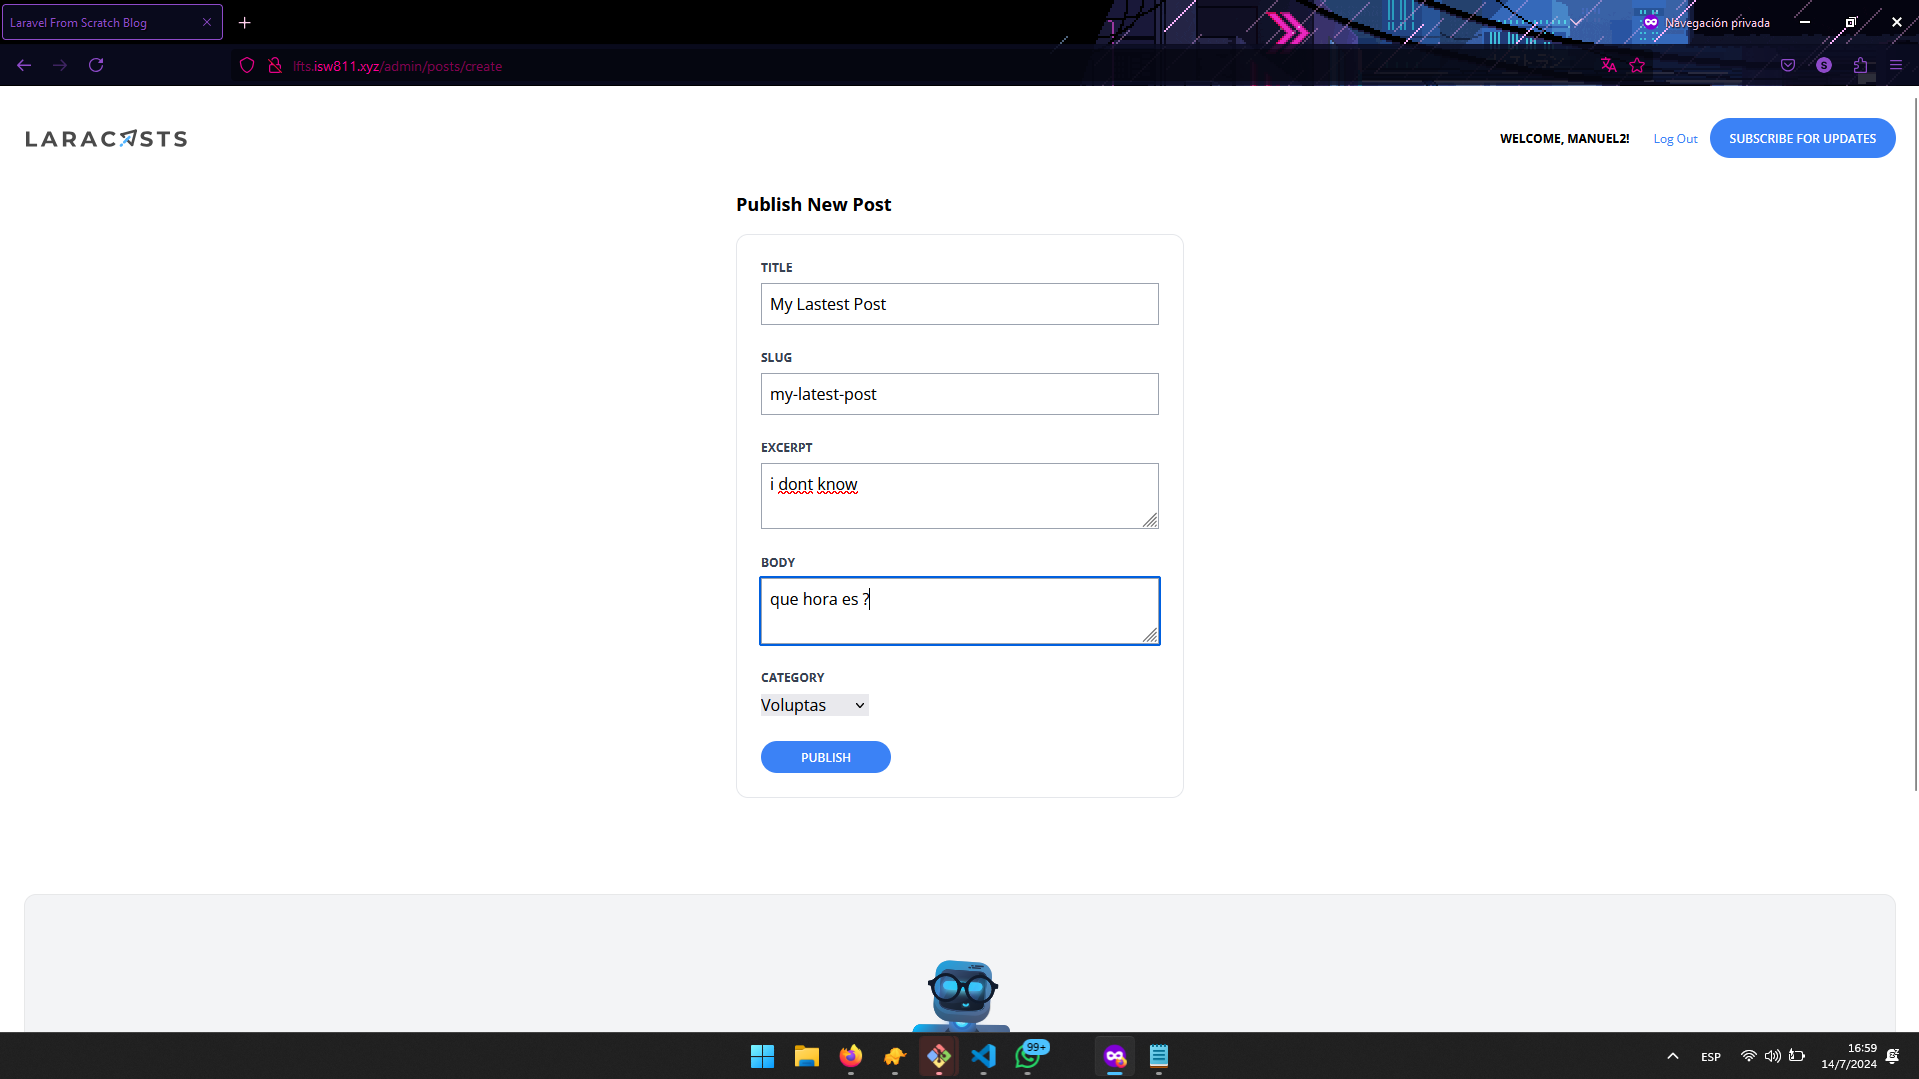 Laravel From Scratch Blog
Navegación privada
lfts.isw811.xyz/admin/posts/create
LARACASTS
WELCOME, MANUEL2!
Log Out
SUBSCRIBE FOR UPDATES
Publish New Post
TITLE
My Lastest Post
SLUG
my-latest-post
EXCERPT
i dont know
BODY
que hora es ?
CATEGORY
Voluptas
PUBLISH
99+
ESP
16:59
14/7/2024